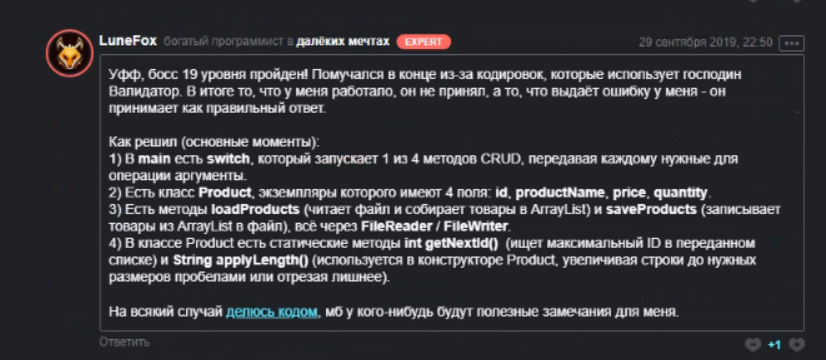 LuneFox богатый программист в далёких мечтах EXPERT 29 сентября 2019, 22:50
Уфф, босс 19 уровня пройден! Помучался в конце из-за кодировок, которые использует господин
Валидатор. В итоге то, что у меня работало, он не принял, а то, что выдаёт ошибку у меня - он
принимает как правильный ответ.
Как решил (основные моменты):
1) В main есть switch, который запускает 1 из 4 методов CRUD, передавая каждому нужные для
операции аргументы.
2) Есть класс Product, экземпляры которого имеют 4 поля: id, productName, price, quantity.
3) Есть методы loadProducts (читает файл и собирает товары в ArrayList) и saveProducts (записывает
товары из ArrayList в файл), всё через FileReader / FileWriter.
4) В классе Product есть статические методы int getNextId() (ищет максимальный ID в переданном
списке) и String applyLength() (используется в конструкторе Product, увеличивая строки до нужных
размеров пробелами или отрезая лишнее).
На всякий случай делюсь кодом, мб у кого-нибудь будут полезные замечания для меня.
Ответить +1